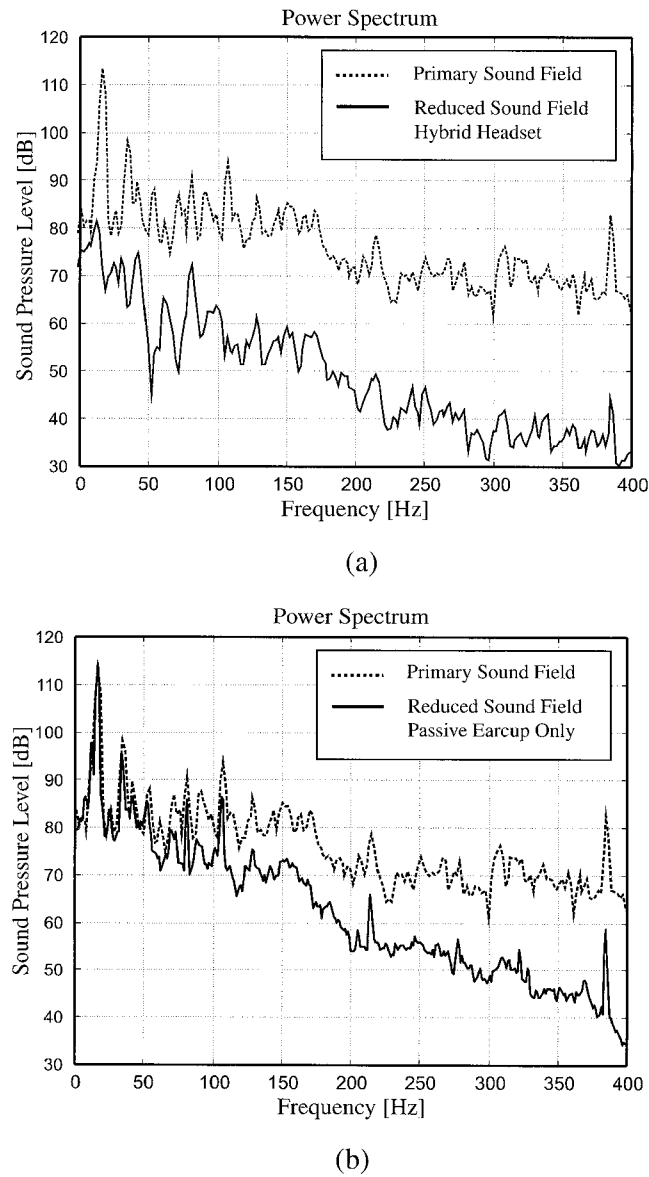 Power Spectrum
120
110
100
90
80
70
60
50
40
30
Sound Pressure Level [dB]
Primary Sound Field
Reduced Sound Field
Hybrid Headset
0 50 100 150 200 250 300 350 400
Frequency [Hz]
(a)
Power Spectrum
120
110
100
90
80
70
60
50
40
30
Sound Pressure Level [dB]
Primary Sound Field
Reduced Sound Field
Passive Earcup Only
0 50 100 150 200 250 300 350 400
Frequency [Hz]
(b)